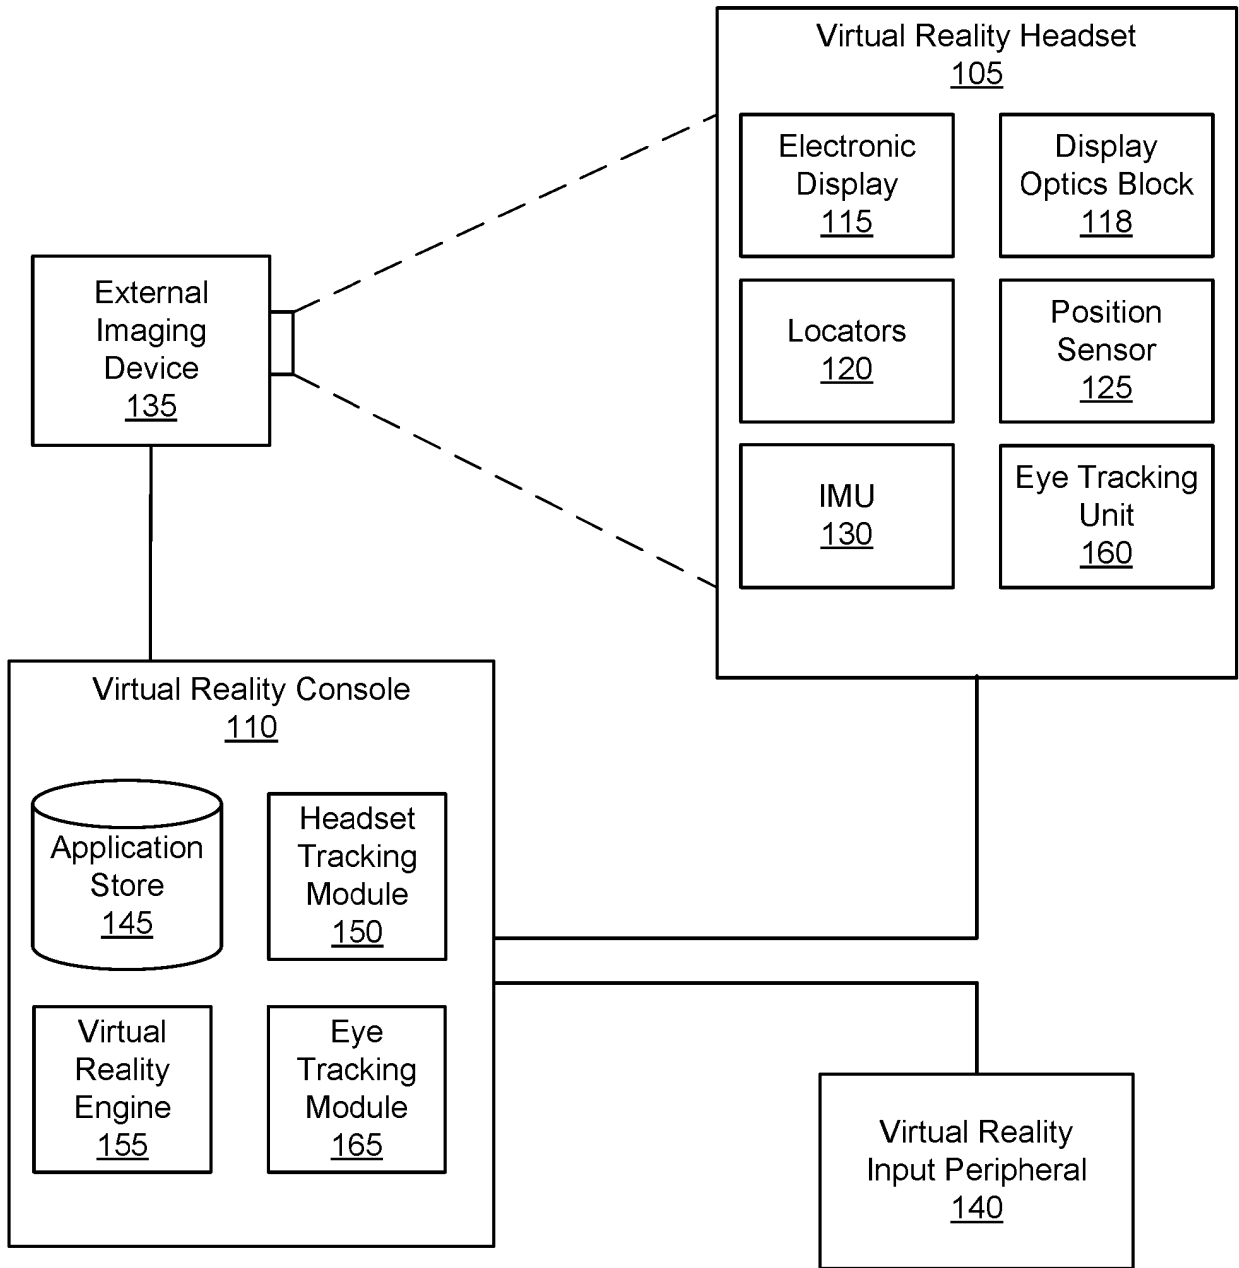 Virtual Reality Headset
105
Electronic
Display
115
Display
Optics Block
118
Locators
120
Position
Sensor
125
IMU
130
Eye Tracking
Unit
160
External
Imaging
Device
135
Virtual Reality Console
110
Application
Store
145
Headset
Tracking
Module
150
Virtual
Reality
Engine
155
Eye
Tracking
Module
165
Virtual Reality
Input Peripheral
140